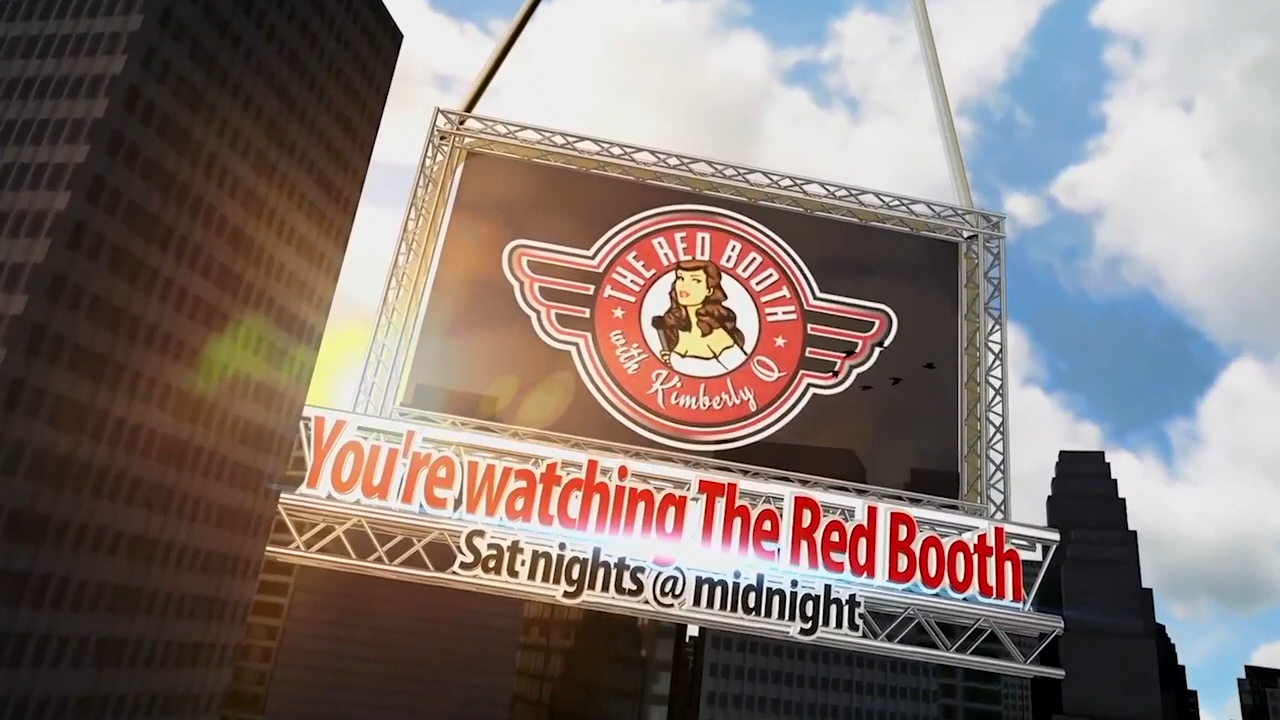 THE RED BOOTH
with Kimberly Q
You're watching The Red Booth
Sat nights @ midnight